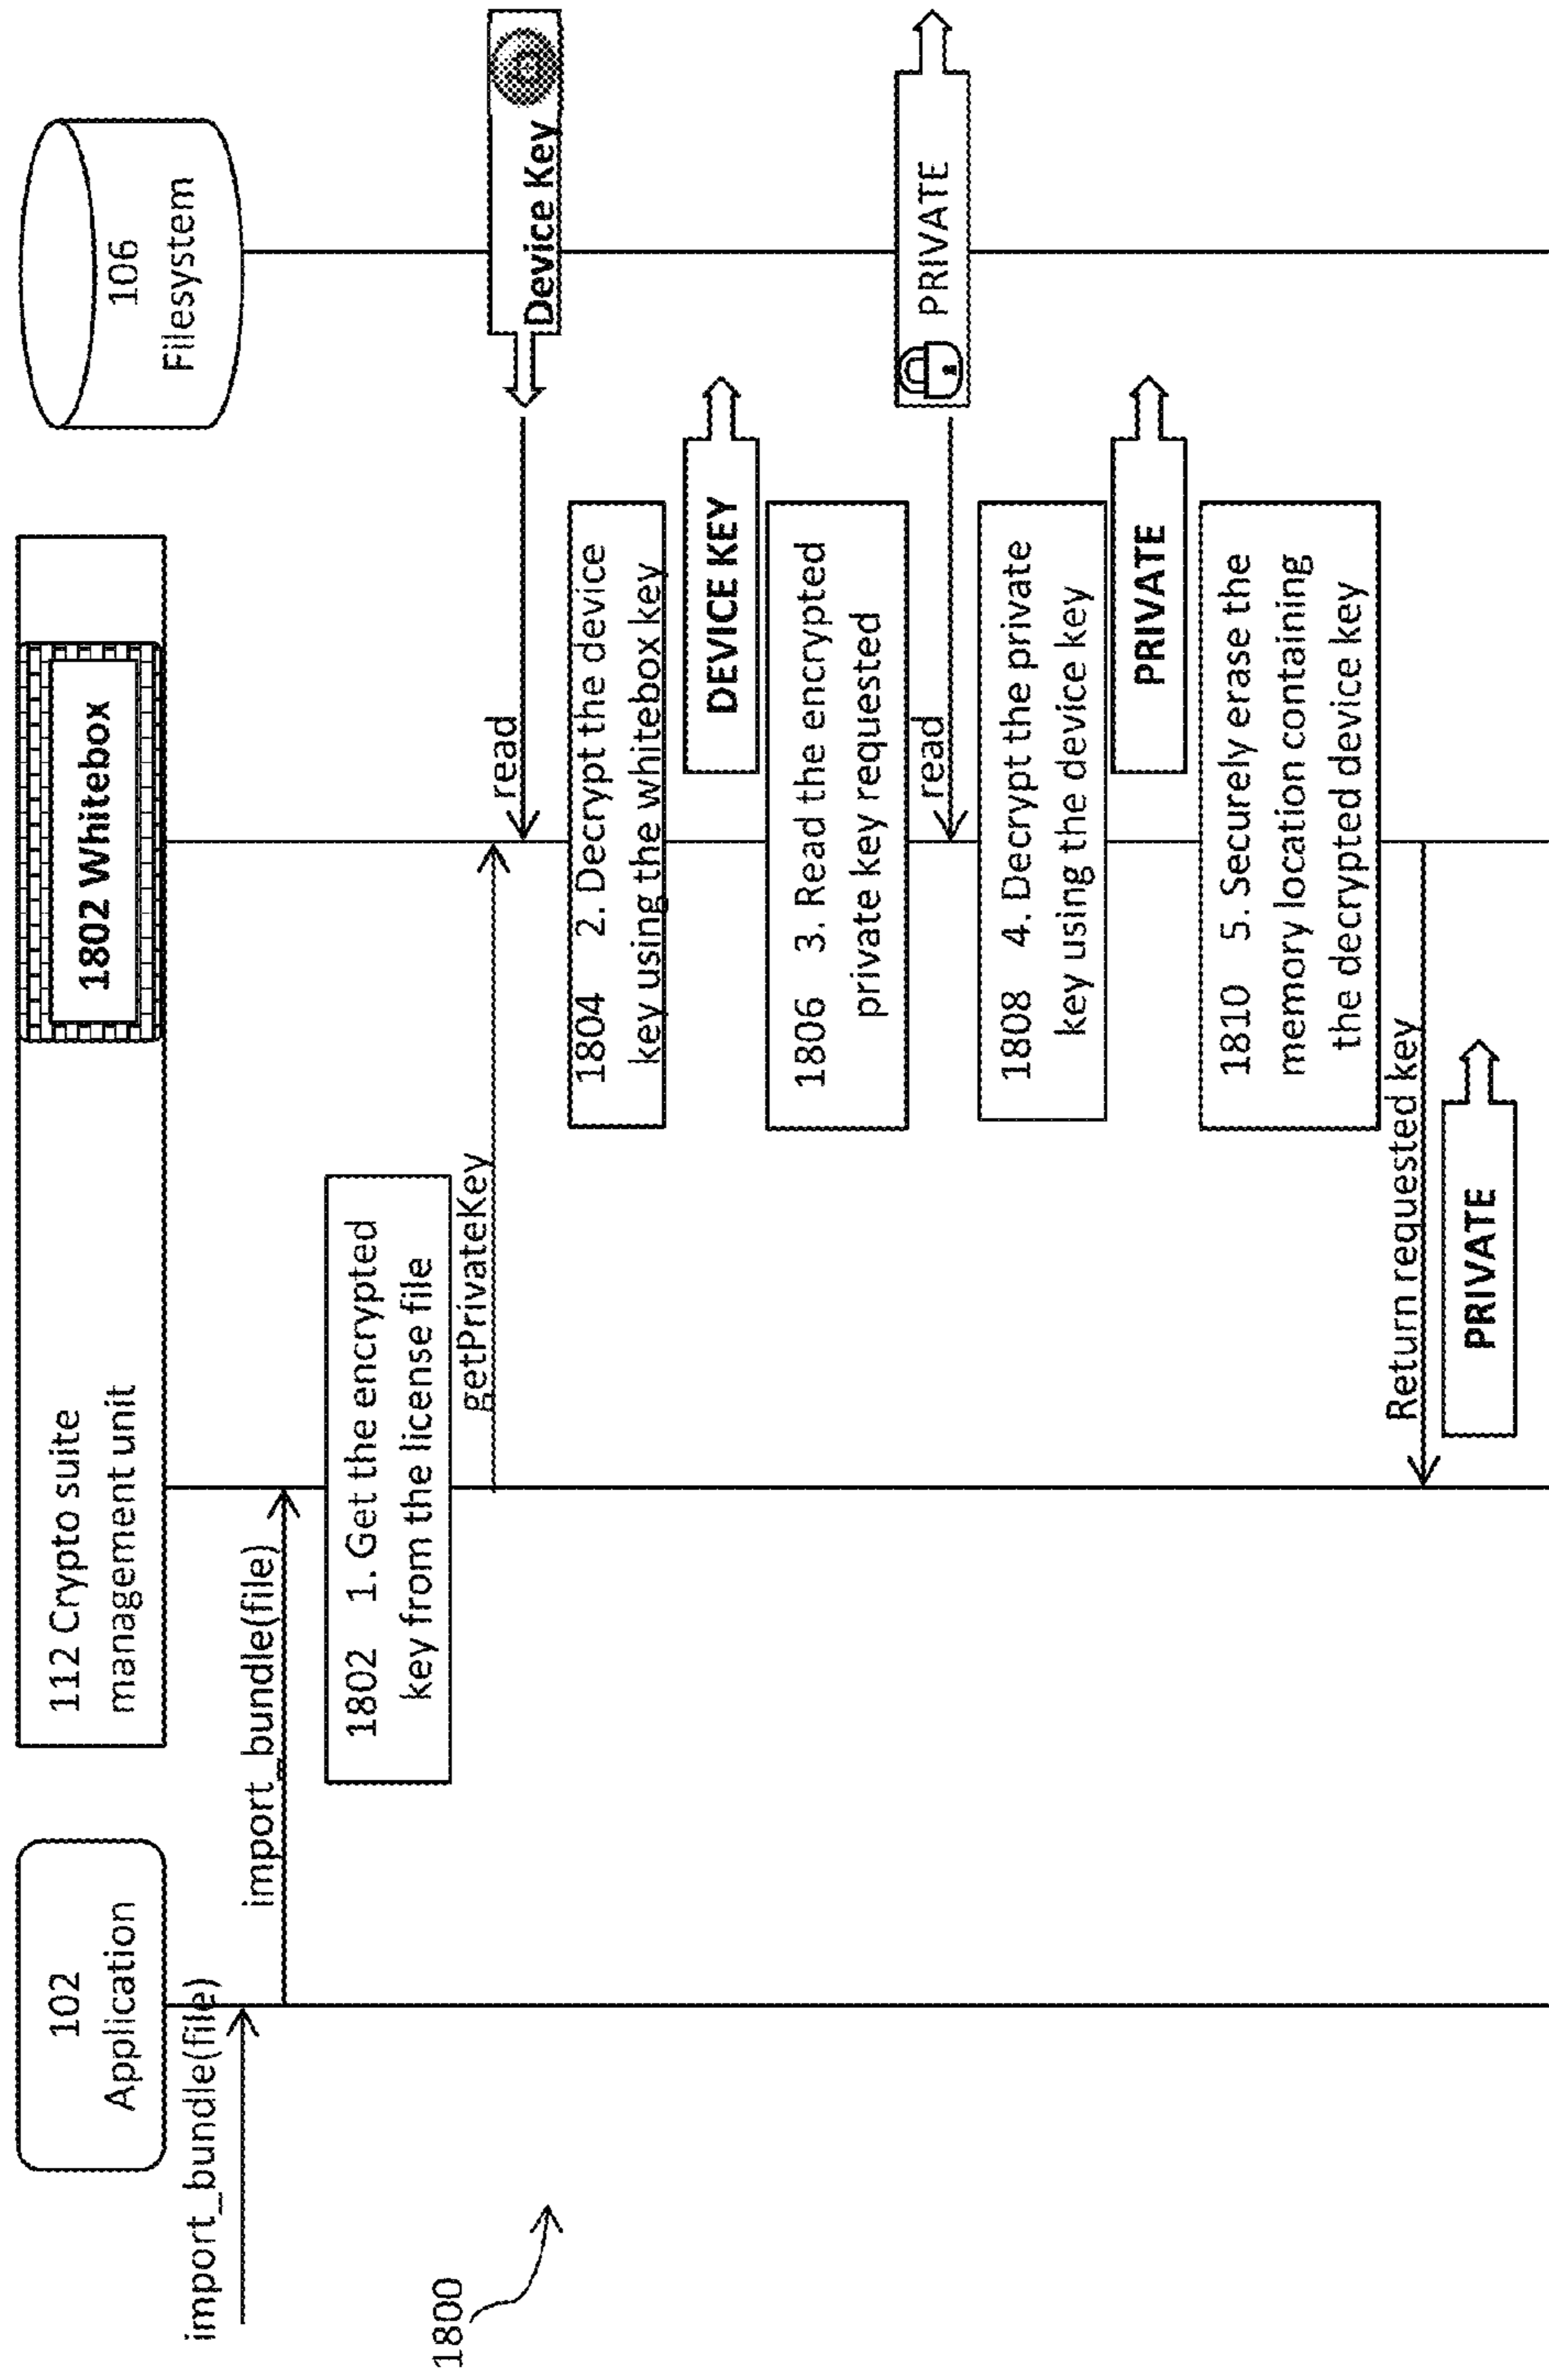 102
Application
112 Crypto suite
management unit
1802 Whitebox
106
Filesystem
import_bundle(file)
import_bundle(file)
1802 1. Get the encrypted
key from the license file
getPrivateKey
read
Device Key
1804 2. Decrypt the device
key using the whitebox key
DEVICE KEY
1806 3. Read the encrypted
private key requested
read
PRIVATE
1808 4. Decrypt the private
key using the device key
PRIVATE
1810 5. Securely erase the
memory location containing
the decrypted device key
Return requested key
PRIVATE
1800